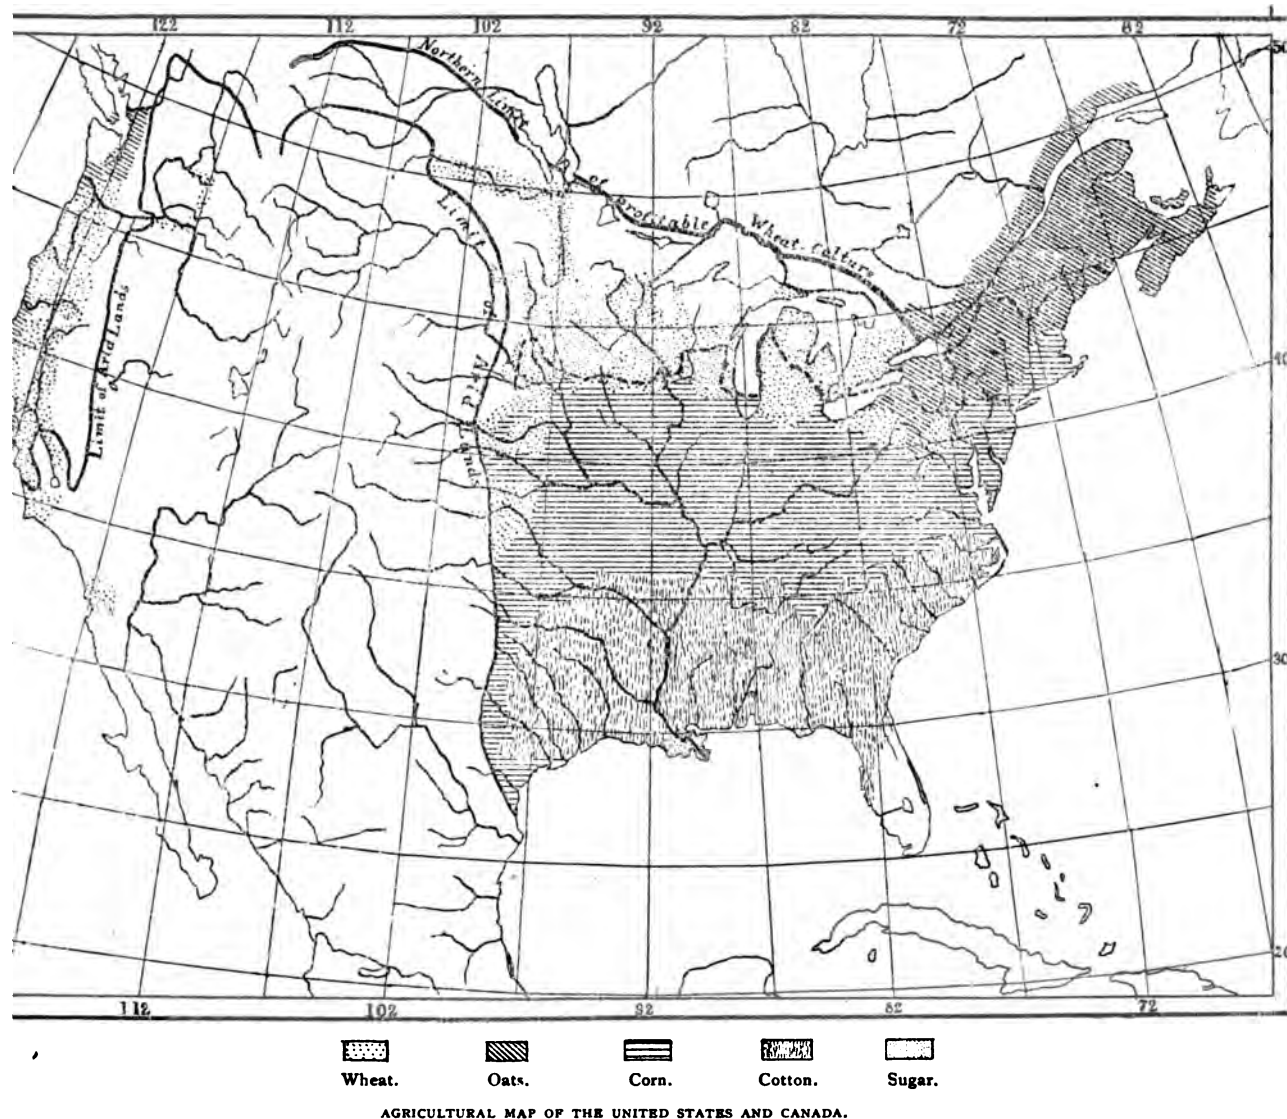 122 112 102 92 82 72 82
50
Northern Limit
of profitable Wheat Culture
Limit of Arid Lands
Limit of Arid Lands
40
30
20
112 102 92 82 72
Wheat. Oats. Corn. Cotton. Sugar.
AGRICULTURAL MAP OF THE UNITED STATES AND CANADA.